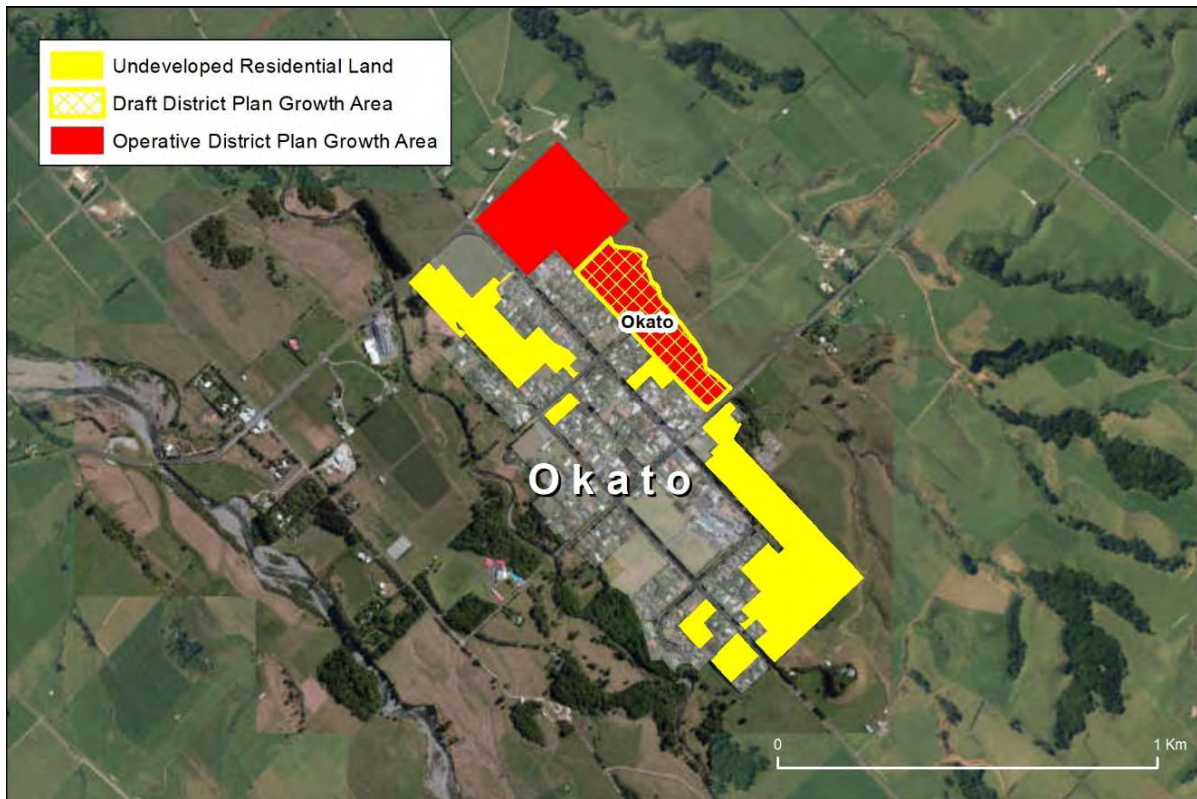 Undeveloped Residential Land
Draft District Plan Growth Area
Operative District Plan Growth Area
Okato
Okato
0
1 Km